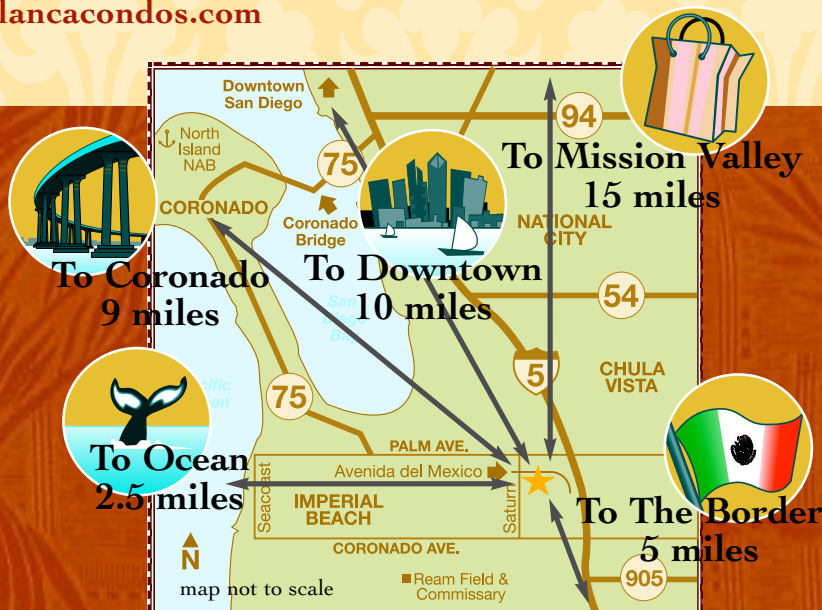 lancacondos.com
Downtown
San Diego
94
To Mission Valley
15 miles
North
Island
NAB
75
CORONADO
Coronado
Bridge
NATIONAL
CITY
To Coronado
9 miles
To Downtown
10 miles
San
Diego
Bay
54
5
CHULA
VISTA
75
To Ocean
2.5 miles
PALM AVE.
Avenida del Mexico
Seacoast
IMPERIAL
BEACH
Saturn
To The Border
5 miles
CORONADO AVE.
N
map not to scale
Ream Field &
Commissary
905